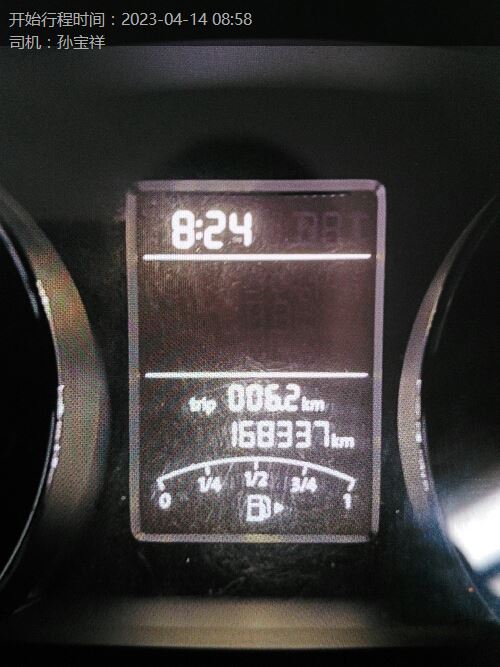 开始行程时间：2023-04-14 08:58
司机：孙宝祥
8:24
trip 006.2 km
168337 km
0 1/4 1/2 3/4 1